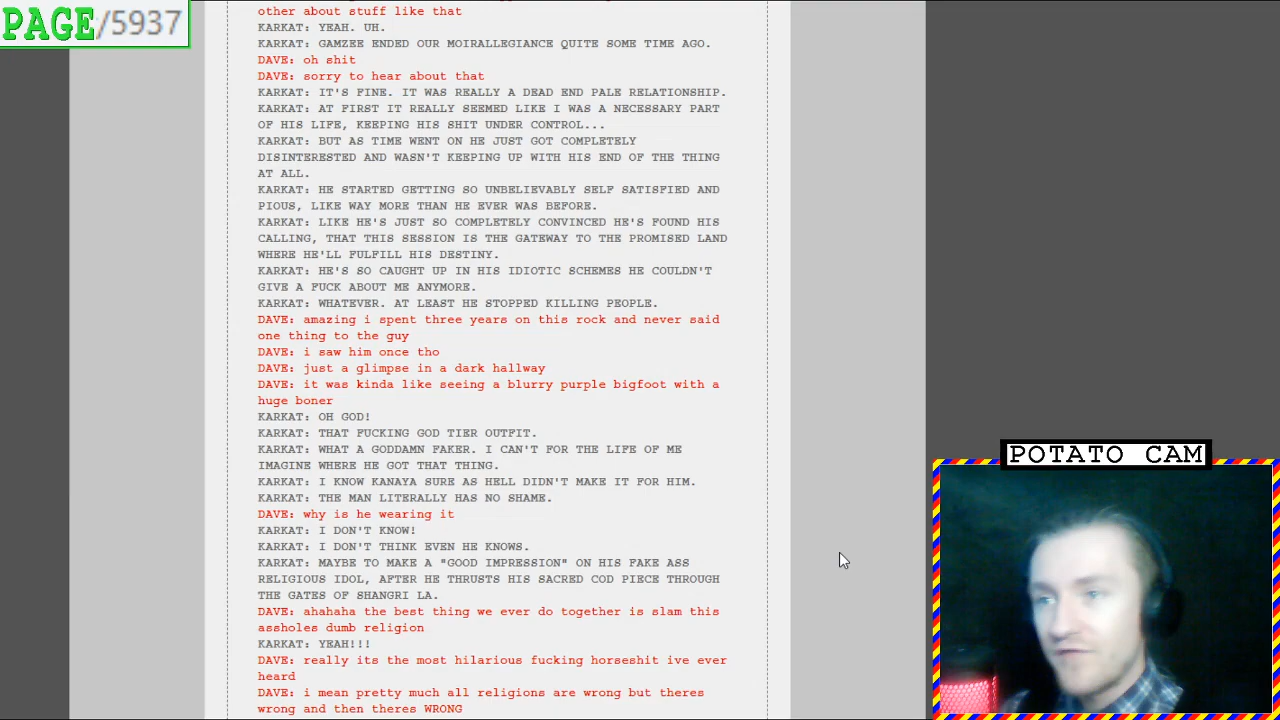 PAGE/5937
other about stuff like that
KARKAT: YEAH. UH.
KARKAT: GAMZEE ENDED OUR MOIRALLEGIANCE QUITE SOME TIME AGO.
DAVE: oh shit
DAVE: sorry to hear about that
KARKAT: IT'S FINE. IT WAS REALLY A DEAD END PALE RELATIONSHIP.
KARKAT: AT FIRST IT REALLY SEEMED LIKE I WAS A NECESSARY PART
OF HIS LIFE, KEEPING HIS SHIT UNDER CONTROL...
KARKAT: BUT AS TIME WENT ON HE JUST GOT COMPLETELY
DISINTERESTED AND WASN'T KEEPING UP WITH HIS END OF THE THING
AT ALL.
KARKAT: HE STARTED GETTING SO UNBELIEVABLY SELF SATISFIED AND
PIOUS, LIKE WAY MORE THAN HE EVER WAS BEFORE.
KARKAT: LIKE HE'S JUST SO COMPLETELY CONVINCED HE'S FOUND HIS
CALLING, THAT THIS SESSION IS THE GATEWAY TO THE PROMISED LAND
WHERE HE'LL FULFILL HIS DESTINY.
KARKAT: HE'S SO CAUGHT UP IN HIS IDIOTIC SCHEMES HE COULDN'T
GIVE A FUCK ABOUT ME ANYMORE.
KARKAT: WHATEVER. AT LEAST HE STOPPED KILLING PEOPLE.
DAVE: amazing i spent three years on this rock and never said
one thing to the guy
DAVE: i saw him once tho
DAVE: just a glimpse in a dark hallway
DAVE: it was kinda like seeing a blurry purple bigfoot with a
huge boner
KARKAT: OH GOD!
KARKAT: THAT FUCKING GOD TIER OUTFIT.
KARKAT: WHAT A GODDAMN FAKER. I CAN'T FOR THE LIFE OF ME
IMAGINE WHERE HE GOT THAT THING.
KARKAT: I KNOW KANAYA SURE AS HELL DIDN'T MAKE IT FOR HIM.
KARKAT: THE MAN LITERALLY HAS NO SHAME.
DAVE: why is he wearing it
KARKAT: I DON'T KNOW!
KARKAT: I DON'T THINK EVEN HE KNOWS.
KARKAT: MAYBE TO MAKE A "GOOD IMPRESSION" ON HIS FAKE ASS
RELIGIOUS IDOL, AFTER HE THRUSTS HIS SACRED COD PIECE THROUGH
THE GATES OF SHANGRI LA.
DAVE: ahahaha the best thing we ever do together is slam this
assholes dumb religion
KARKAT: YEAH!!!
DAVE: really its the most hilarious fucking horseshit ive ever
heard
DAVE: i mean pretty much all religions are wrong but theres
wrong and then theres WRONG
POTATO CAM